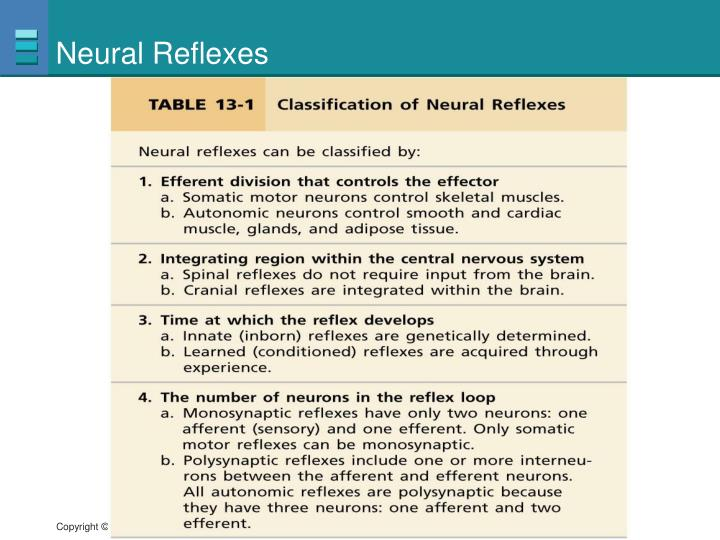 Neural Reflexes
TABLE 13-1 Classification of Neural Reflexes
Neural reflexes can be classified by:
1. Efferent division that controls the effector
a. Somatic motor neurons control skeletal muscles.
b. Autonomic neurons control smooth and cardiac
muscle, glands, and adipose tissue.
2. Integrating region within the central nervous system
a. Spinal reflexes do not require input from the brain.
b. Cranial reflexes are integrated within the brain.
3. Time at which the reflex develops
a. Innate (inborn) reflexes are genetically determined.
b. Learned (conditioned) reflexes are acquired through
experience.
4. The number of neurons in the reflex loop
a. Monosynaptic reflexes have only two neurons: one
afferent (sensory) and one efferent. Only somatic
motor reflexes can be monosynaptic.
b. Polysynaptic reflexes include one or more interneu-
rons between the afferent and efferent neurons.
All autonomic reflexes are polysynaptic because
they have three neurons: one afferent and two
efferent.
Copyright ©